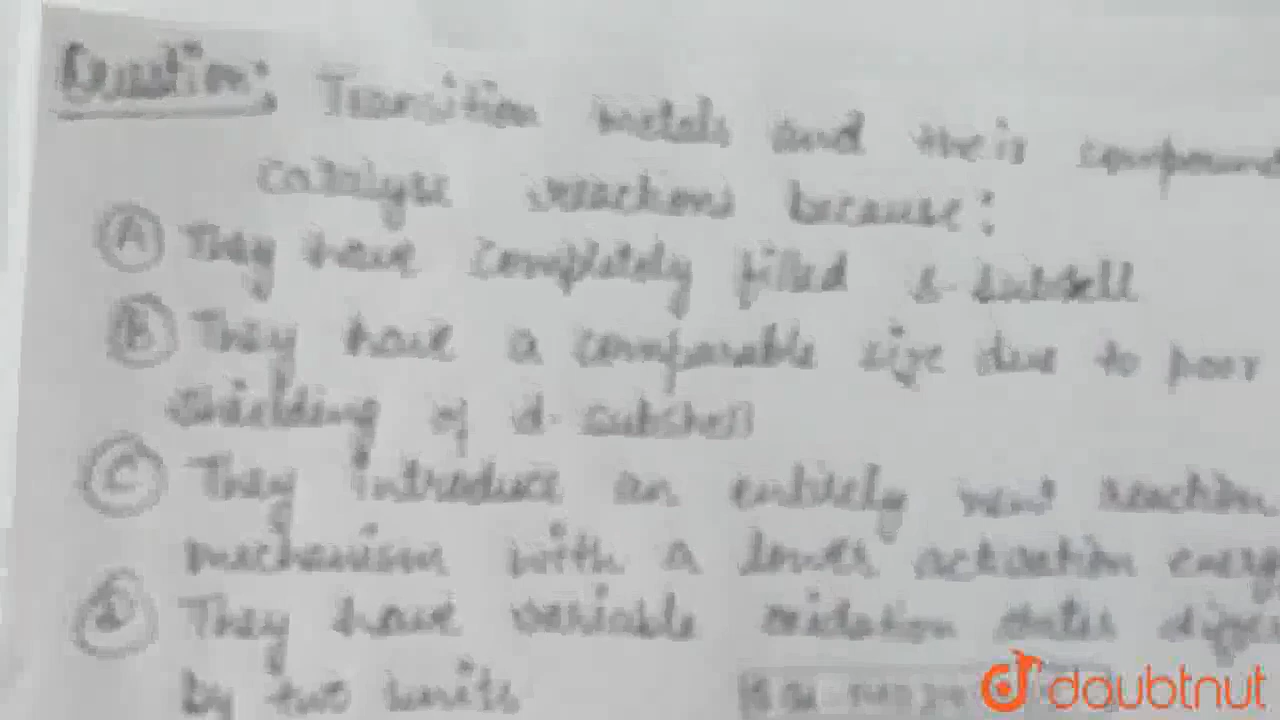 Question: Transition metals and their compound
catalyse reactions because:
(A) They have completely filled s-subshell
(B) They have a comparable size due to poor
shielding of d-subshell
(C) They introduce an entirely new reaction
mechanism with a lower activation energy
(D) They have variable oxidation states
by two units
doubtnut